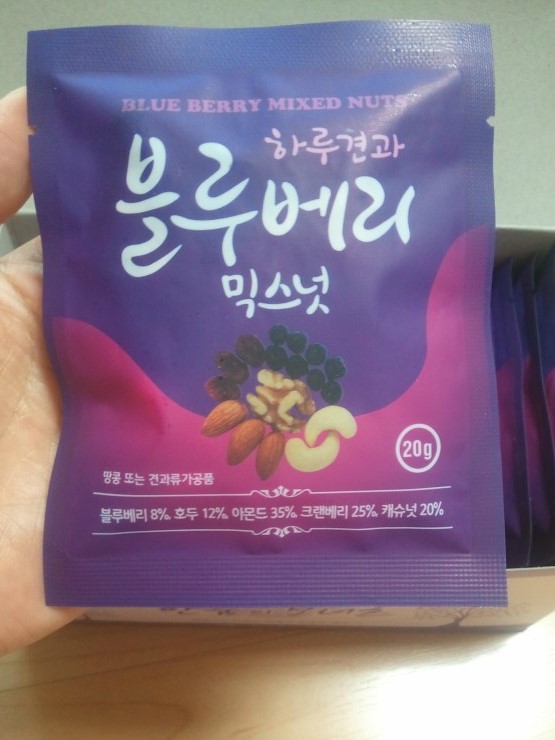 BLUE BERRY MIXED NUTS
하루견과
블루베리
믹스넛
20g
땅콩 또는 견과류가공품
블루베리 8%, 호두 12%, 아몬드 35%, 크랜베리 25%, 캐슈넛 20%